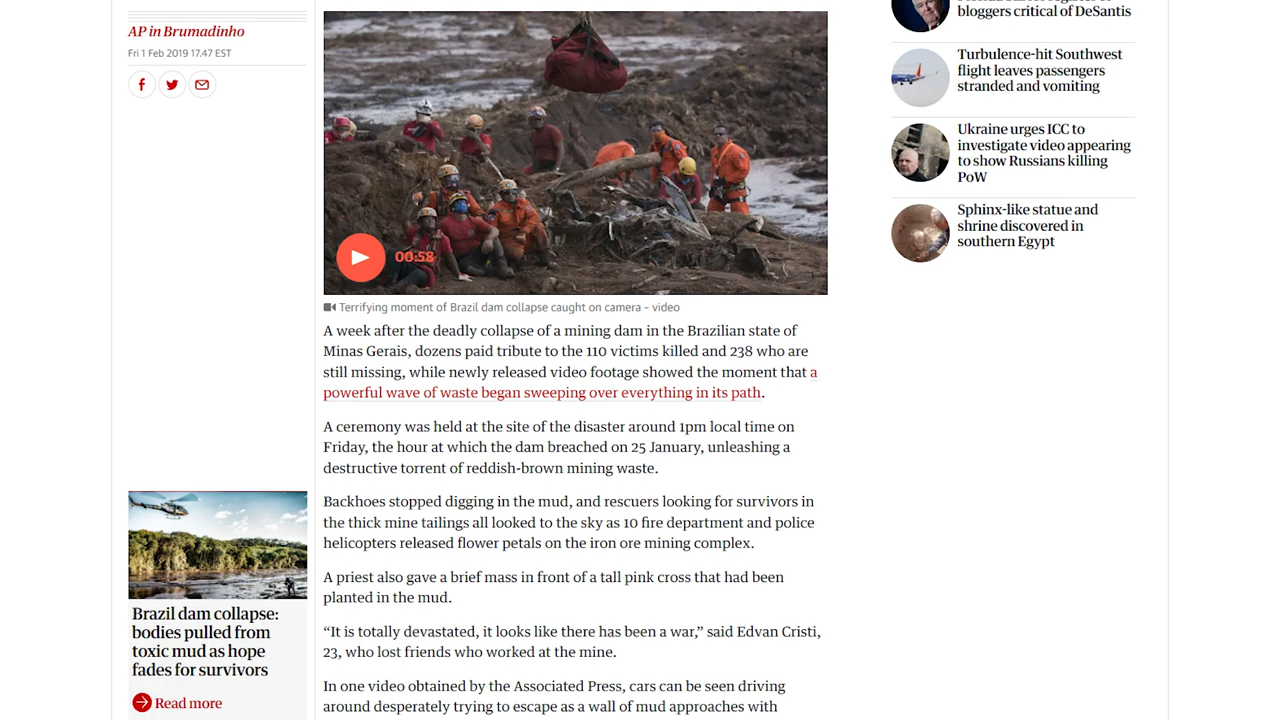 AP in Brumadinho
Fri 1 Feb 2019 17.47 EST
00:58
Terrifying moment of Brazil dam collapse caught on camera – video
A week after the deadly collapse of a mining dam in the Brazilian state of
Minas Gerais, dozens paid tribute to the 110 victims killed and 238 who are
still missing, while newly released video footage showed the moment that a
powerful wave of waste began sweeping over everything in its path.
A ceremony was held at the site of the disaster around 1pm local time on
Friday, the hour at which the dam breached on 25 January, unleashing a
destructive torrent of reddish-brown mining waste.
Backhoes stopped digging in the mud, and rescuers looking for survivors in
the thick mine tailings all looked to the sky as 10 fire department and police
helicopters released flower petals on the iron ore mining complex.
A priest also gave a brief mass in front of a tall pink cross that had been
planted in the mud.
“It is totally devastated, it looks like there has been a war,” said Edvan Cristi,
23, who lost friends who worked at the mine.
In one video obtained by the Associated Press, cars can be seen driving
around desperately trying to escape as a wall of mud approaches with
Brazil dam collapse:
bodies pulled from
toxic mud as hope
fades for survivors
Read more
bloggers critical of DeSantis
Turbulence-hit Southwest
flight leaves passengers
stranded and vomiting
Ukraine urges ICC to
investigate video appearing
to show Russians killing
PoW
Sphinx-like statue and
shrine discovered in
southern Egypt